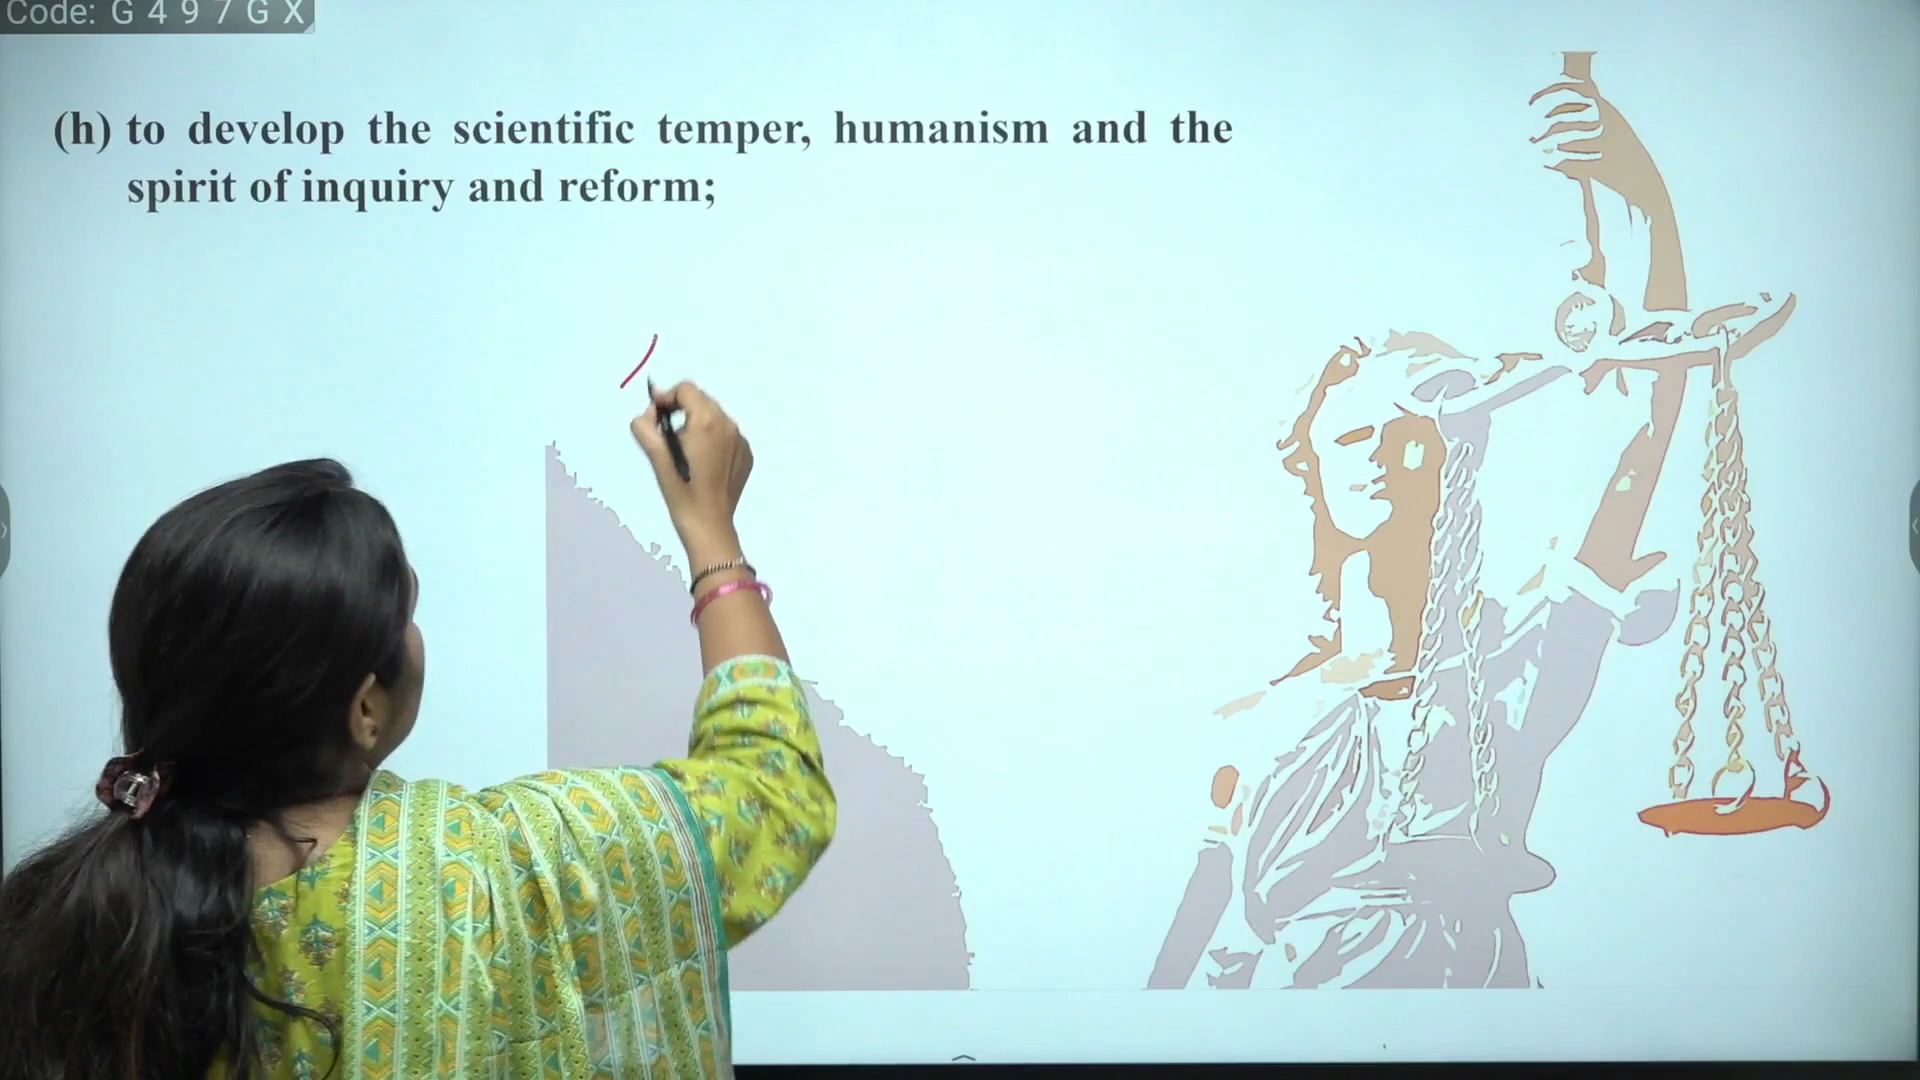 Code: G 4 9 7 G X
(h) to develop the scientific temper, humanism and the
spirit of inquiry and reform;